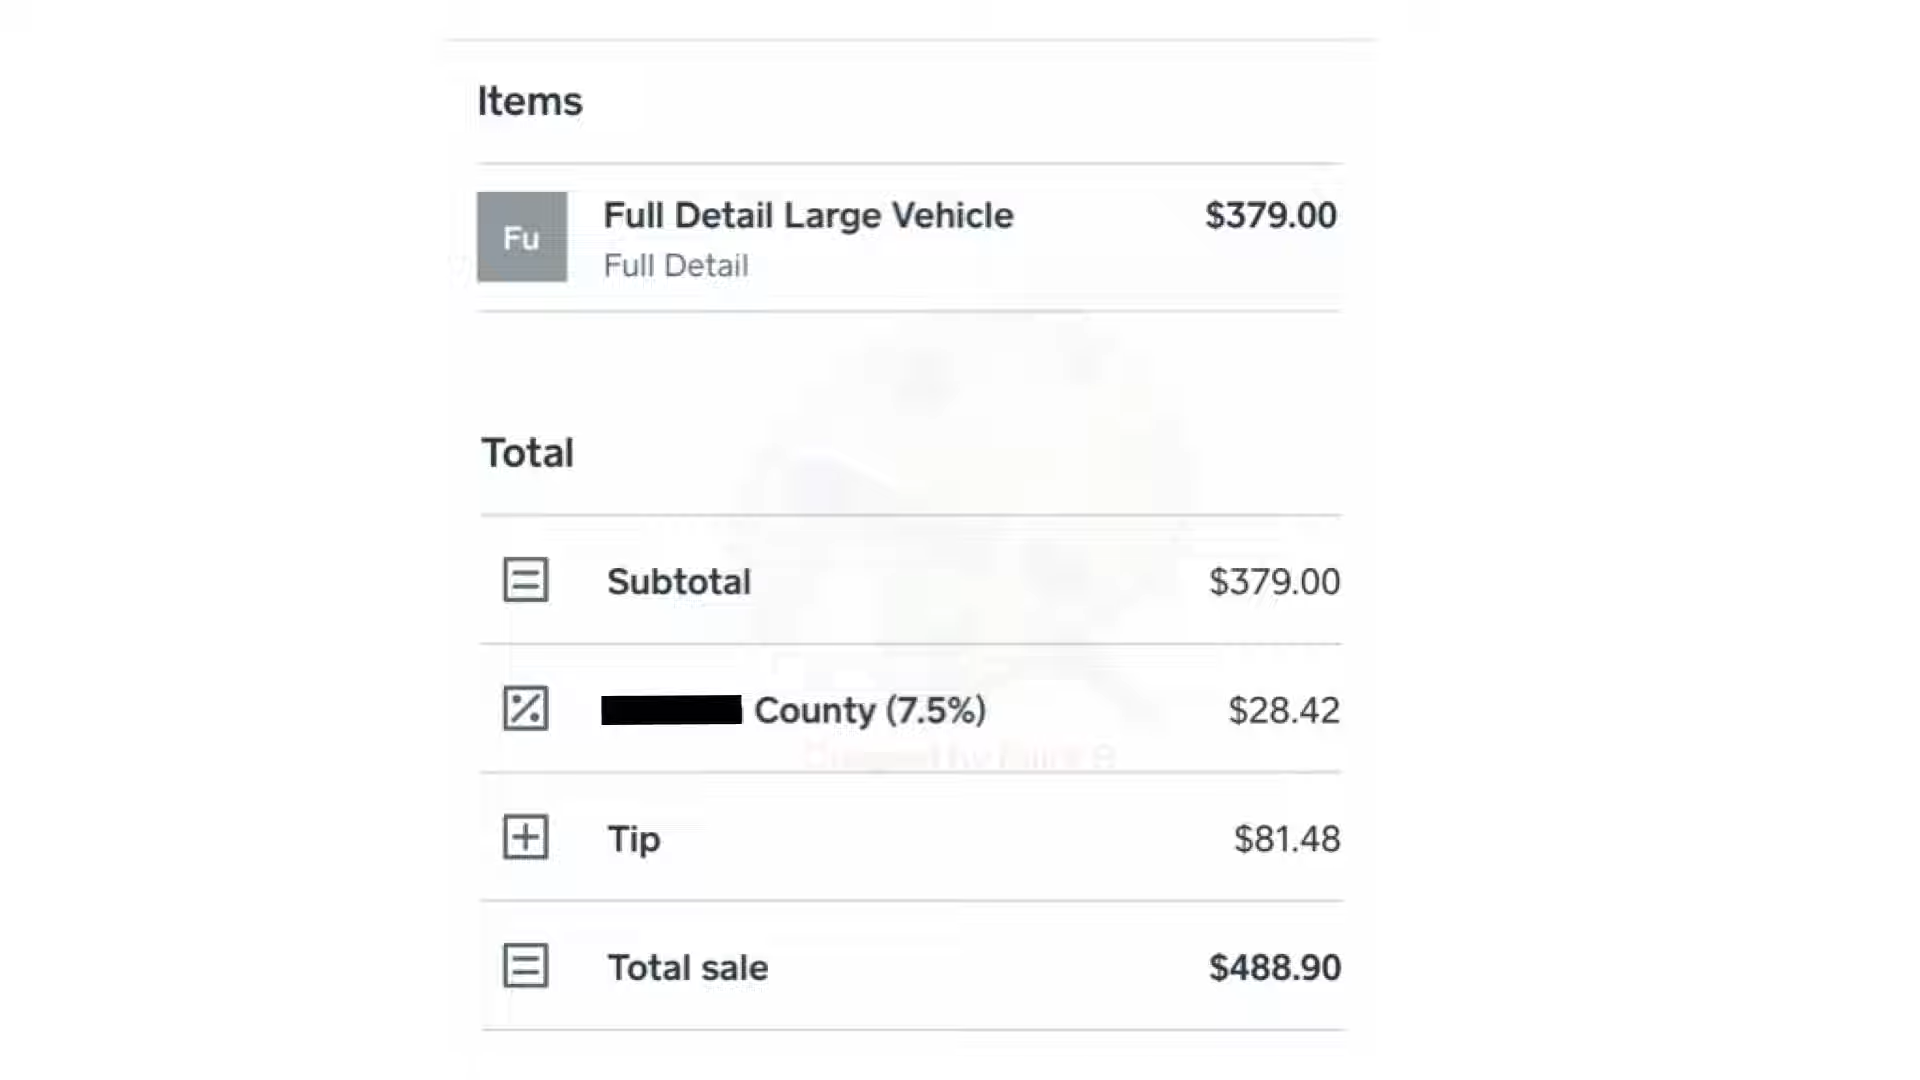 Items
Fu
Full Detail Large Vehicle $379.00
Full Detail
Total
Subtotal $379.00
County (7.5%) $28.42
Tip $81.48
Total sale $488.90